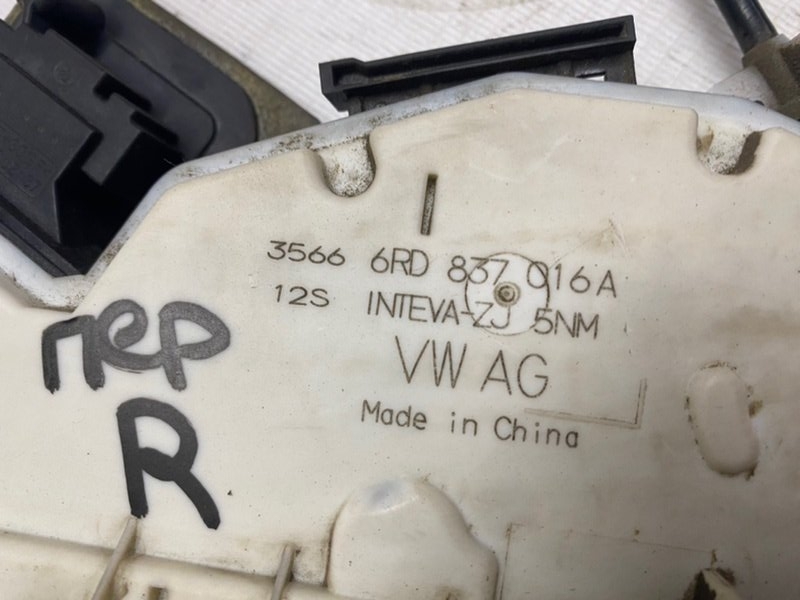 3566 6RD 837 016A
12S INTEVA-ZJ 5NM
VW AG
Made in China
пер
R